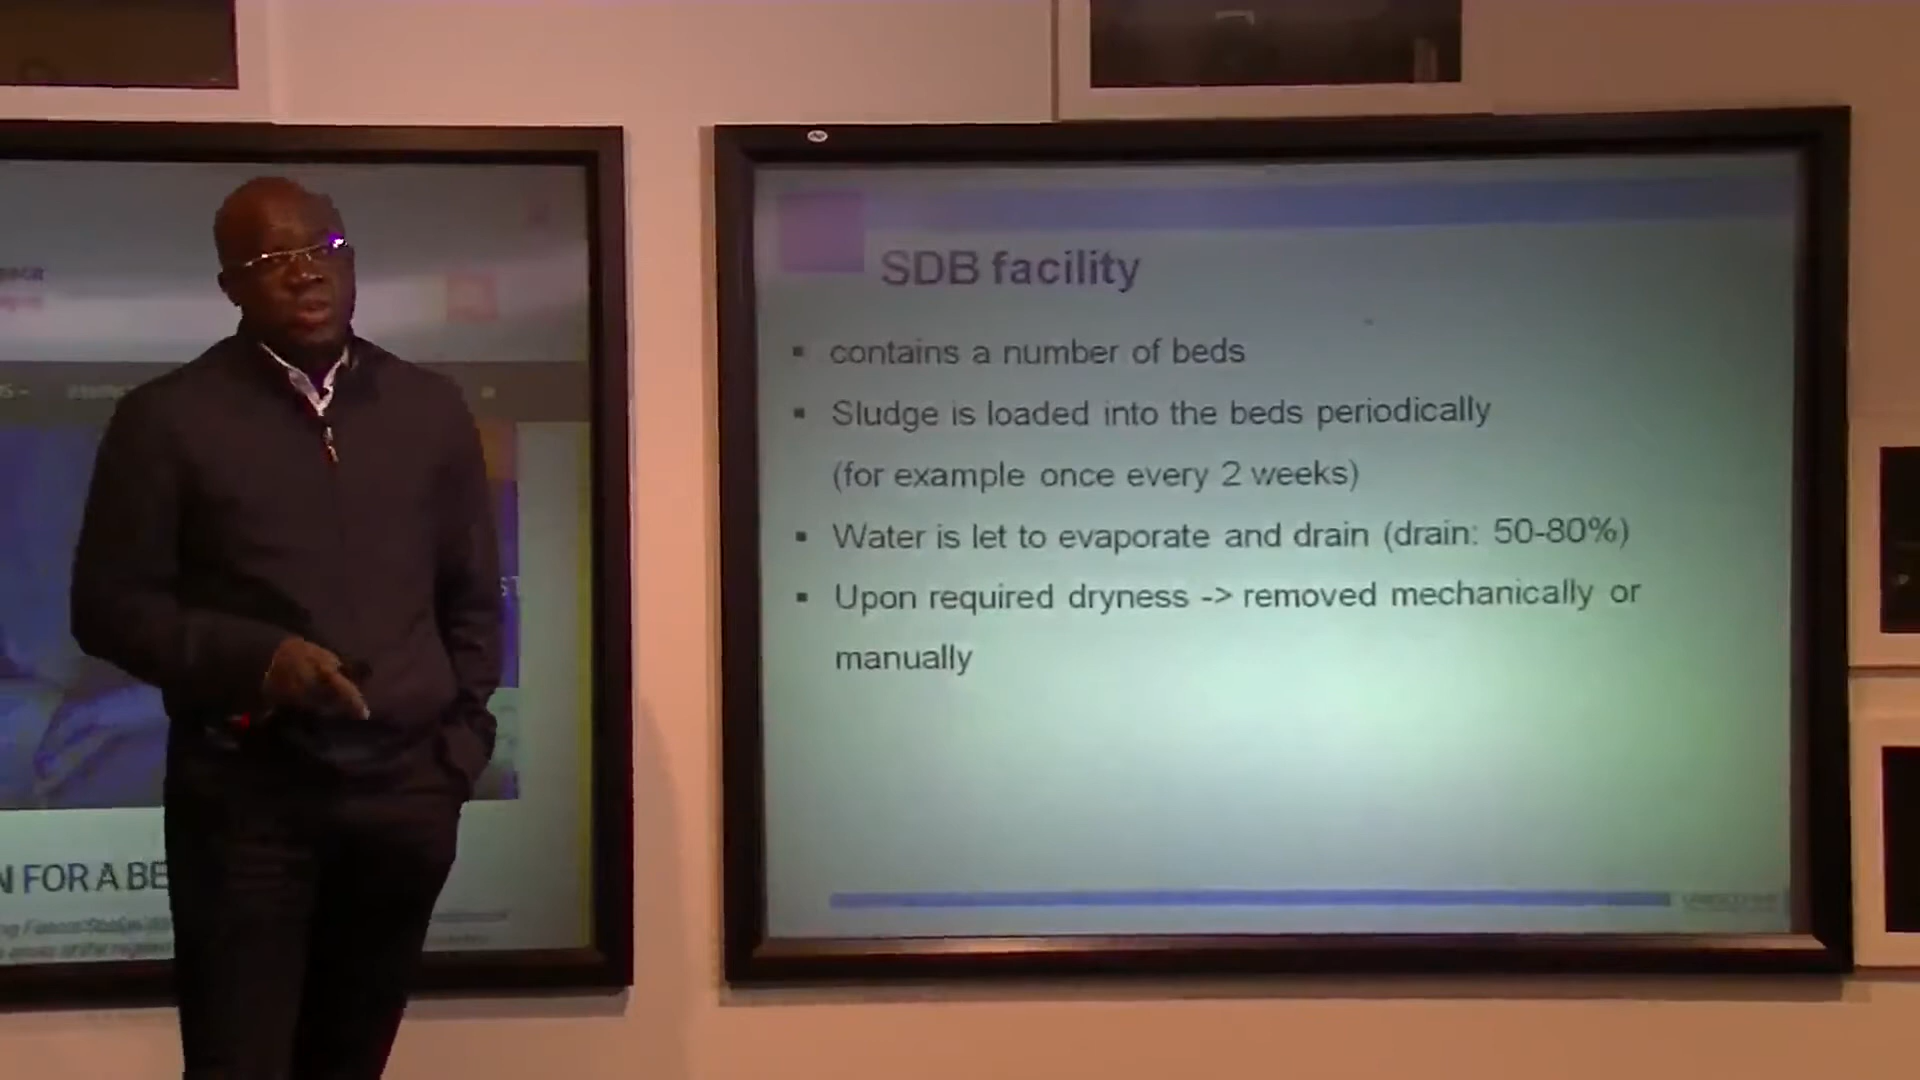 SDB facility
▪ contains a number of beds
▪ Sludge is loaded into the beds periodically
(for example once every 2 weeks)
▪ Water is let to evaporate and drain (drain: 50-80%)
▪ Upon required dryness -> removed mechanically or
manually
N FOR A BE